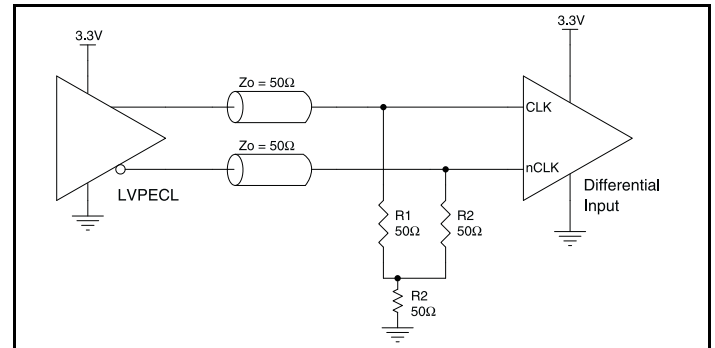 3.3V
3.3V
Zo = 50Ω
CLK
Zo = 50Ω
nCLK
LVPECL
Differential
Input
R1
50Ω
R2
50Ω
R2
50Ω